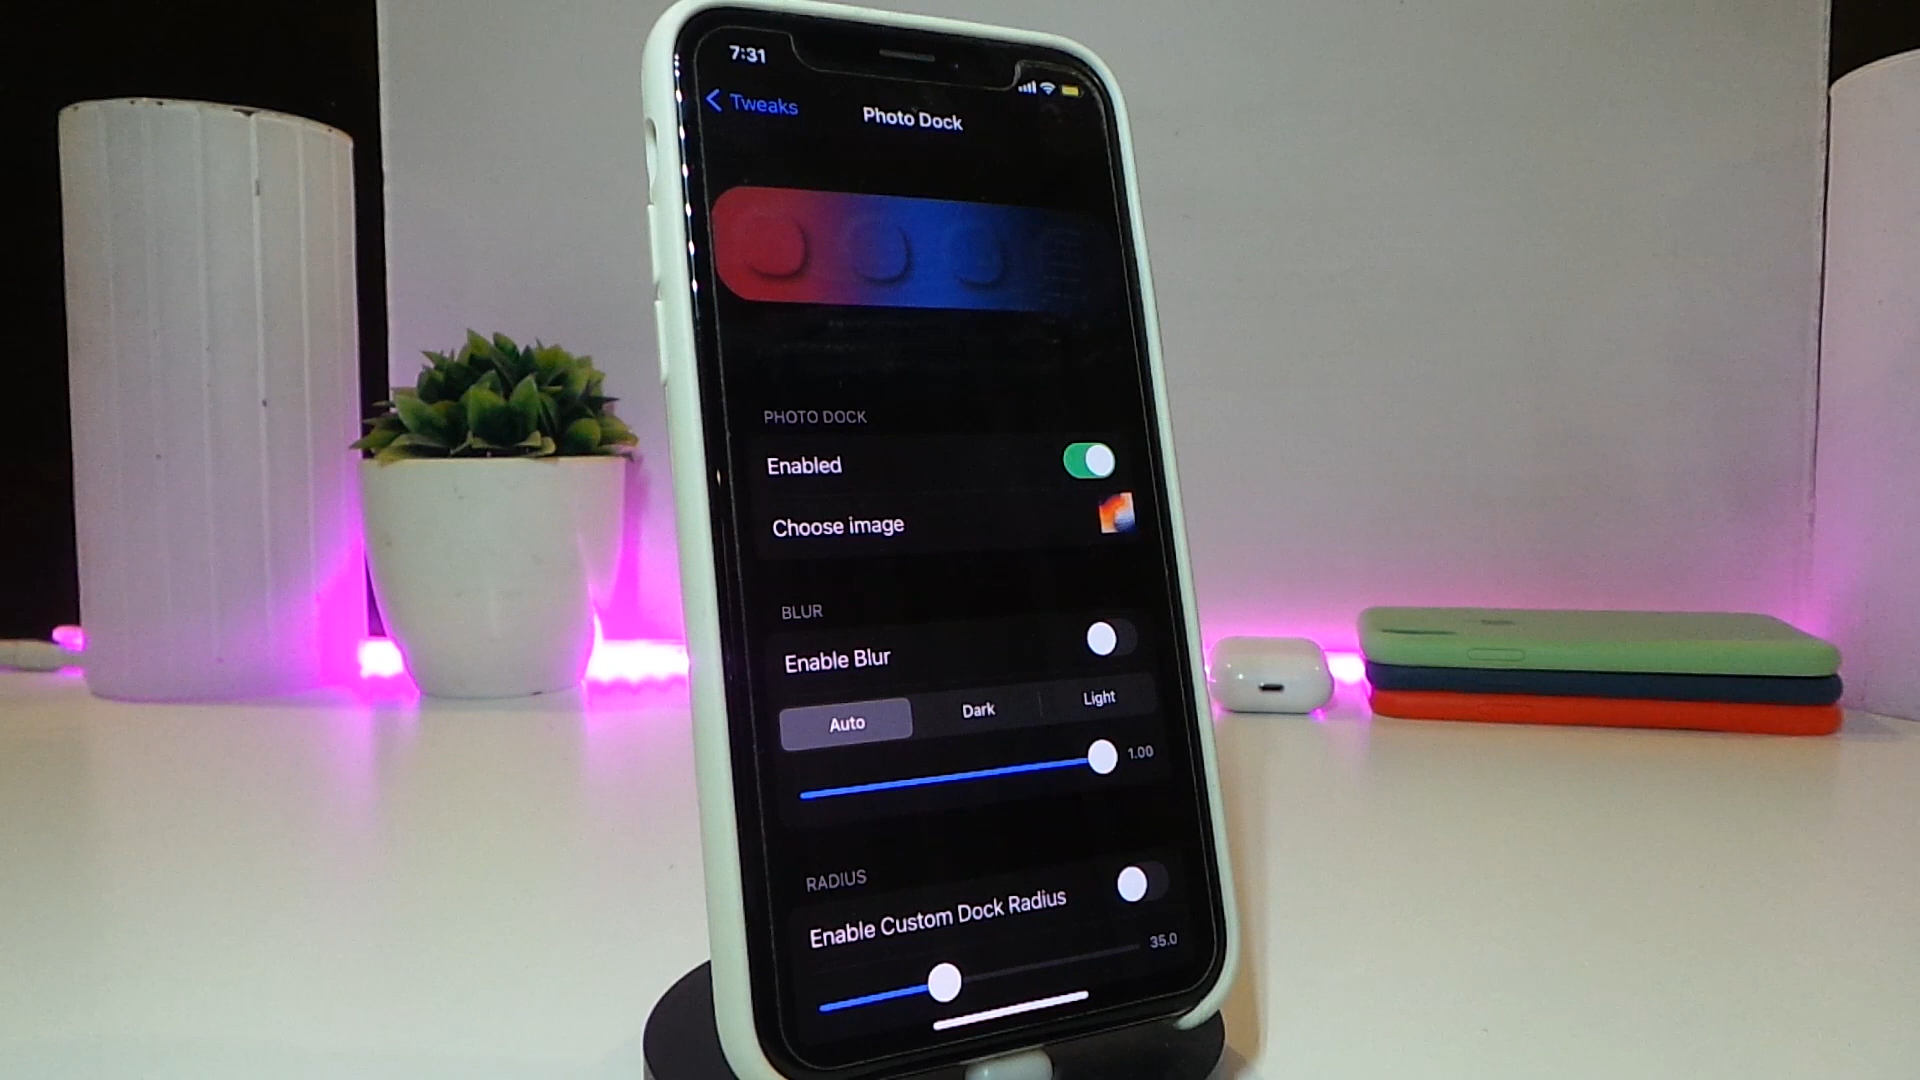 7:31
Tweaks
Photo Dock
PHOTO DOCK
Enabled
Choose image
BLUR
Enable Blur
Auto Dark Light
1.00
RADIUS
Enable Custom Dock Radius
35.0